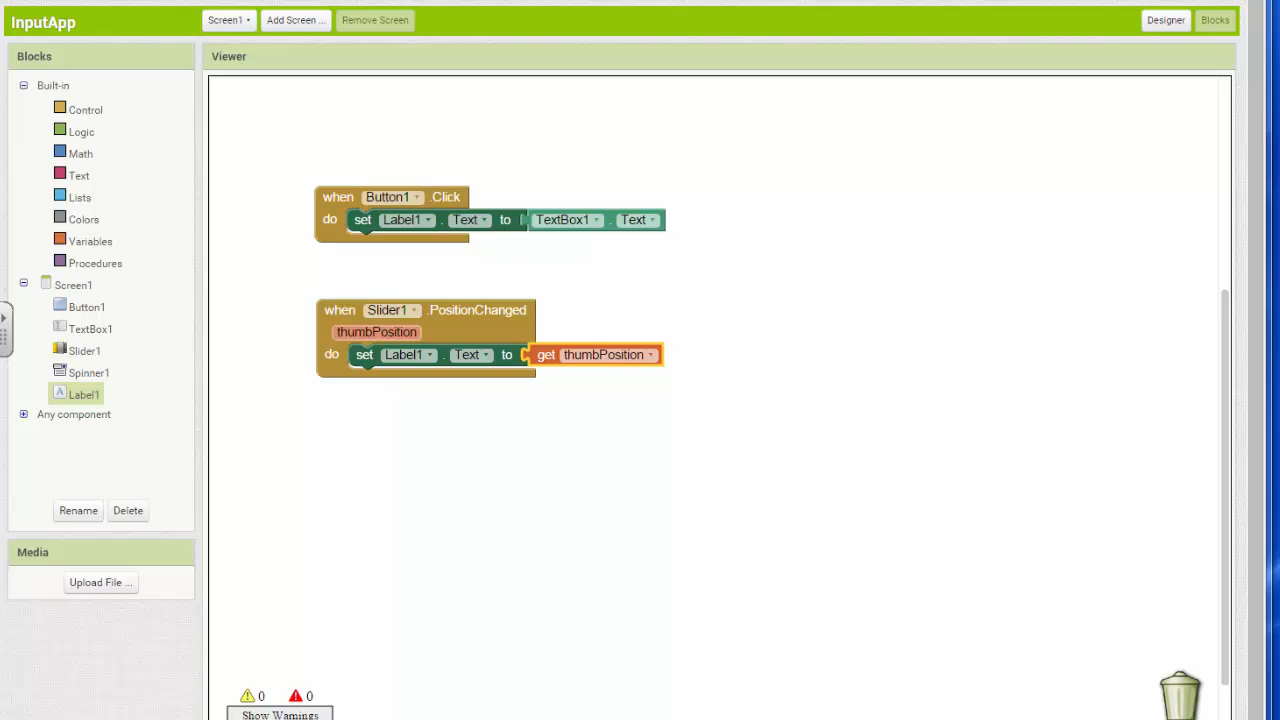 InputApp
Screen1
Add Screen ...
Remove Screen
Designer
Blocks
Blocks
Viewer
Built-in
Control
Logic
Math
Text
Lists
Colors
Variables
Procedures
Screen1
Button1
TextBox1
Slider1
Spinner1
A Label1
Any component
Rename
Delete
Media
Upload File ...
when Button1 .Click
do set Label1 . Text to TextBox1 . Text
when Slider1 .PositionChanged
thumbPosition
do set Label1 . Text to get thumbPosition
0 0
Show Warnings